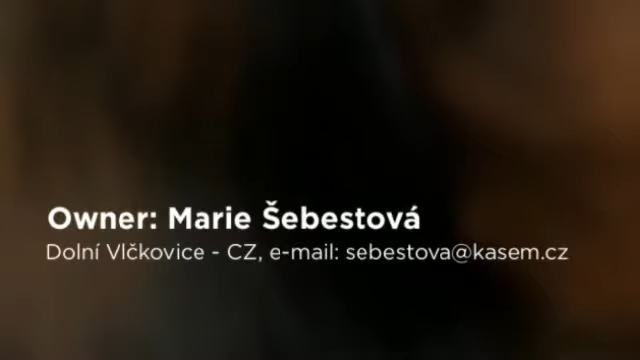 Owner: Marie Šebestová
Dolní Vlčkovice - CZ, e-mail: sebestova@kasem.cz